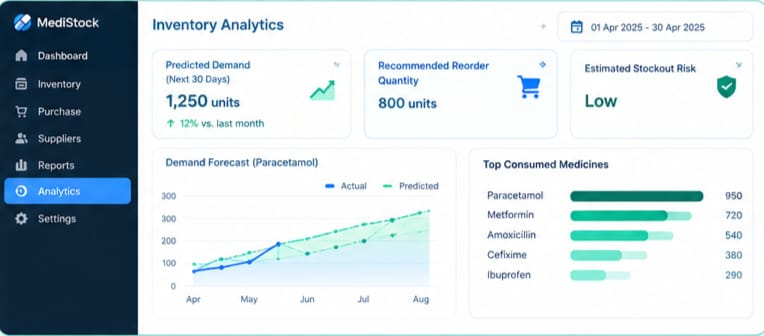 MediStock
Dashboard
Inventory
Purchase
Suppliers
Reports
Analytics
Settings
Inventory Analytics
01 Apr 2025 - 30 Apr 2025
Predicted Demand
(Next 30 Days)
1,250 units
↑ 12% vs. last month
Recommended Reorder
Quantity
800 units
Estimated Stockout Risk
Low
Demand Forecast (Paracetamol)
Actual Predicted
300
300
200
100
0
Apr May Jun Jul Aug
Top Consumed Medicines
Paracetamol 950
Metformin 720
Amoxicillin 540
Cefixime 380
Ibuprofen 290